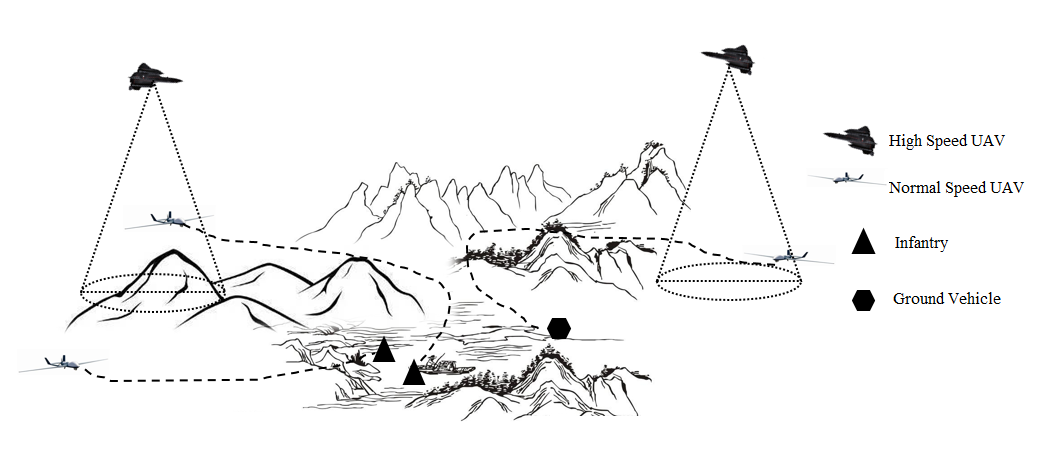 High Speed UAV
Normal Speed UAV
Infantry
Ground Vehicle